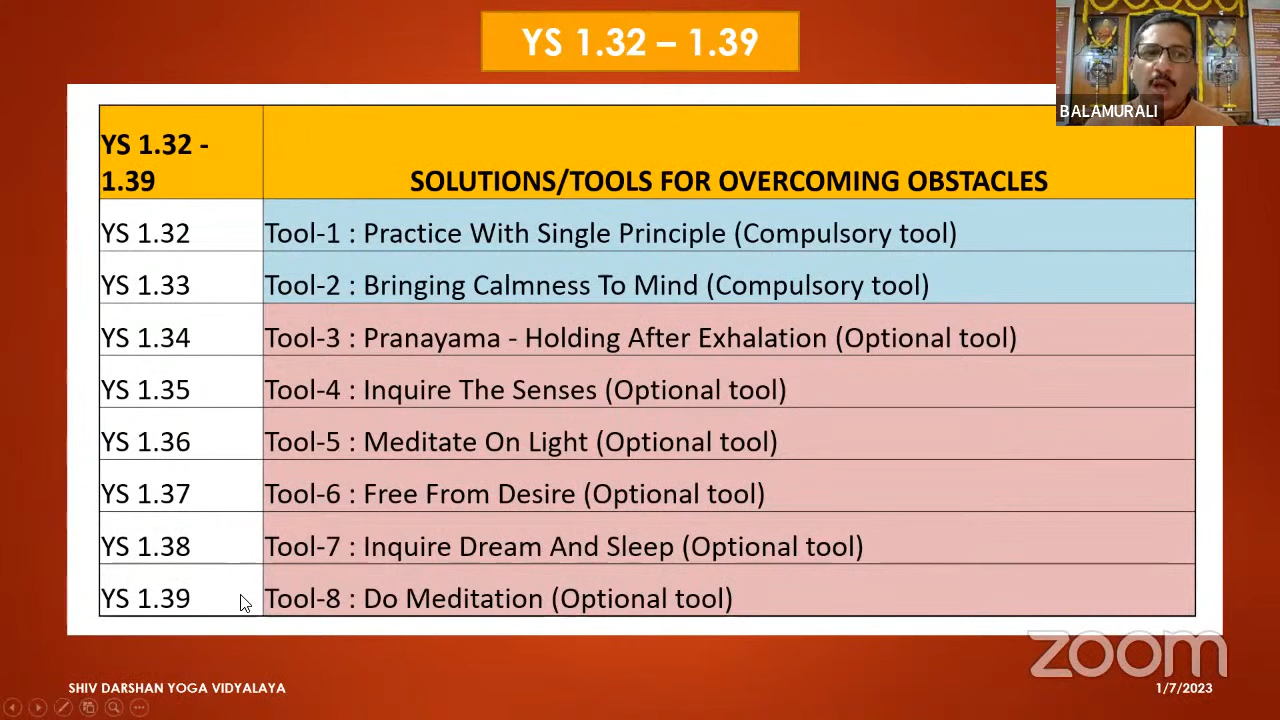 YS 1.32 – 1.39
BALAMURALI
YS 1.32 -
1.39
SOLUTIONS/TOOLS FOR OVERCOMING OBSTACLES
YS 1.32 Tool-1 : Practice With Single Principle (Compulsory tool)
YS 1.33 Tool-2 : Bringing Calmness To Mind (Compulsory tool)
YS 1.34 Tool-3 : Pranayama - Holding After Exhalation (Optional tool)
YS 1.35 Tool-4 : Inquire The Senses (Optional tool)
YS 1.36 Tool-5 : Meditate On Light (Optional tool)
YS 1.37 Tool-6 : Free From Desire (Optional tool)
YS 1.38 Tool-7 : Inquire Dream And Sleep (Optional tool)
YS 1.39 Tool-8 : Do Meditation (Optional tool)
zoom
SHIV DARSHAN YOGA VIDYALAYA
1/7/2023